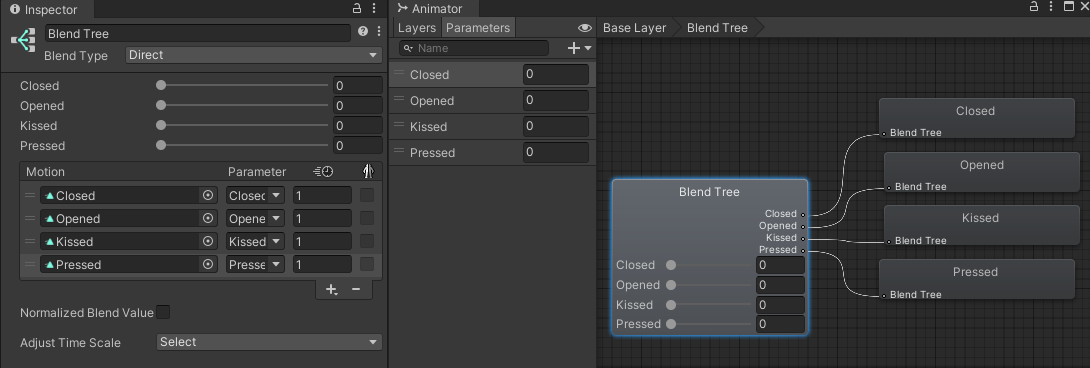 Inspector
Blend Tree
Blend Type Direct
Closed 0
Opened 0
Kissed 0
Pressed 0
Motion Parameter
Closed Closed 1
Opened Opene 1
Kissed Kissed 1
Pressed Presse 1
Normalized Blend Value
Adjust Time Scale Select
Animator
Layers Parameters
Name
Closed 0
Opened 0
Kissed 0
Pressed 0
Base Layer Blend Tree
Blend Tree
Closed
Opened
Kissed
Pressed
Closed 0
Opened 0
Kissed 0
Pressed 0
Closed
Blend Tree
Opened
Blend Tree
Kissed
Blend Tree
Pressed
Blend Tree